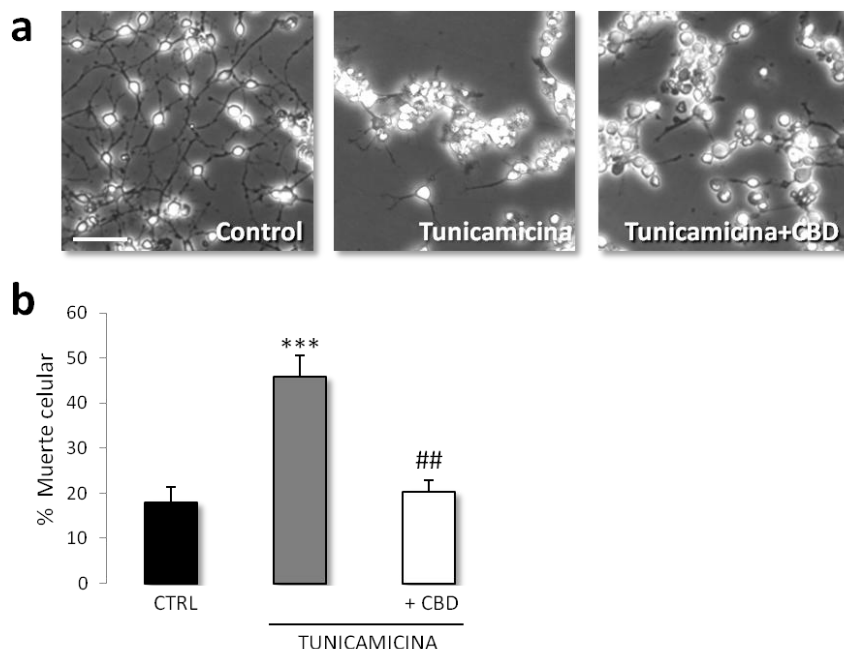 a
Control
Tunicamicina
Tunicamicina+CBD
b
% Muerte celular
60
50
40
30
20
10
0
***
##
CTRL
+ CBD
TUNICAMICINA